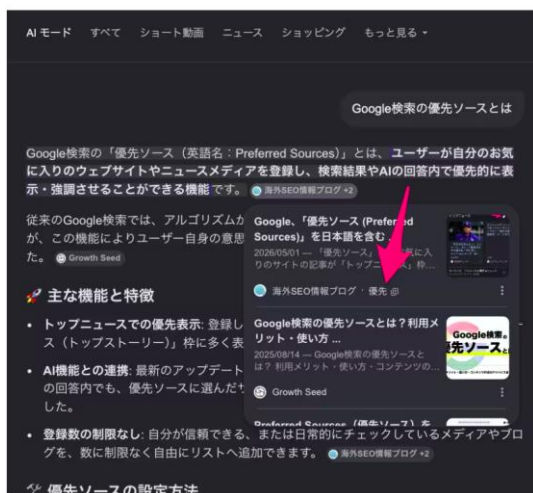 AI モード すべて ショート動画 ニュース ショッピング もっと見る
Google検索の優先ソースとは
Google検索の「優先ソース（英語名：Preferred Sources）」とは、ユーザーが自分のお気
に入りのウェブサイトやニュースメディアを登録し、検索結果やAIの回答内で優先的に表
示・強調させることができる機能です。 海外SEO情報ブログ +2
従来のGoogle検索では、アルゴリズムか
が、この機能によりユーザー自身の意思
た。 Growth Seed
Google、「優先ソース (Preferred
Sources)」を日本語を含む ...
2026/05/01 — 「優先ソース」 気に入
りのサイトの記事が「トップニ ス」枠...
海外SEO情報ブログ・優先
🚀 主な機能と特徴
Google検索の優先ソースとは？利用メ
リット・使い方 ...
2025/08/14 — Google検索の優先ソースと
は？ 利用メリット・使い方・コンテンツの...
Growth Seed
Google検索。
優先ソース
• トップニュースでの優先表示: 登録し
ス（トップストーリー）」枠に多く表
• AI機能との連携: 最新のアップデート
の回答内でも、優先ソースに選んだサ
した。
Preferred Sources（優先ソース）を
• 登録数の制限なし: 自分が信頼できる、または日常的にチェックしているメディアやブロ
グを、数に制限なく自由にリストへ追加できます。 海外SEO情報ブログ +2
優先ソースの設定方法